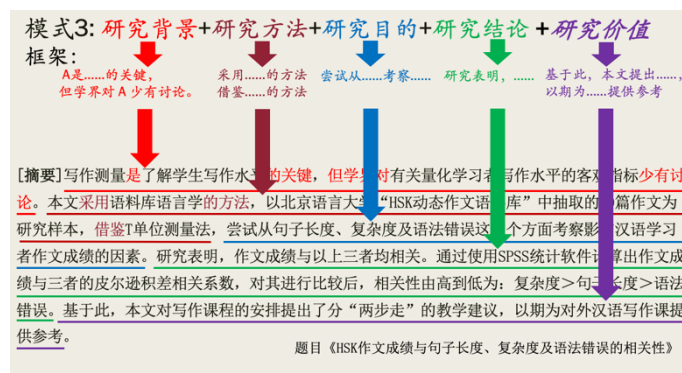 模式3: 研究背景+研究方法+研究目的+研究结论+研究价值
框架:
A是……的关键，
但学界对A少有讨论。
采用……的方法
借鉴……的方法
尝试从……考察……
研究表明，……
基于此，本文提出……，
以期为……提供参考
[摘要]写作测量是了解学生写作水平的关键，但学界对有关量化学习者写作水平的客观指标少有讨
论。本文采用语料库语言学的方法，以北京语言大学“HSK动态作文语料库”中抽取的 篇作文为
研究样本，借鉴T单位测量法，尝试从句子长度、复杂度及语法错误这 个方面考察影响汉语学习
者作文成绩的因素。研究表明，作文成绩与以上三者均相关。通过使用SPSS统计软件计算出作文成
绩与三者的皮尔逊积差相关系数，对其进行比较后，相关性由高到低为：复杂度＞句子长度＞语法
错误。基于此，本文对写作课程的安排提出了分“两步走”的教学建议，以期为对外汉语写作课提
供参考。
题目《HSK作文成绩与句子长度、复杂度及语法错误的相关性》